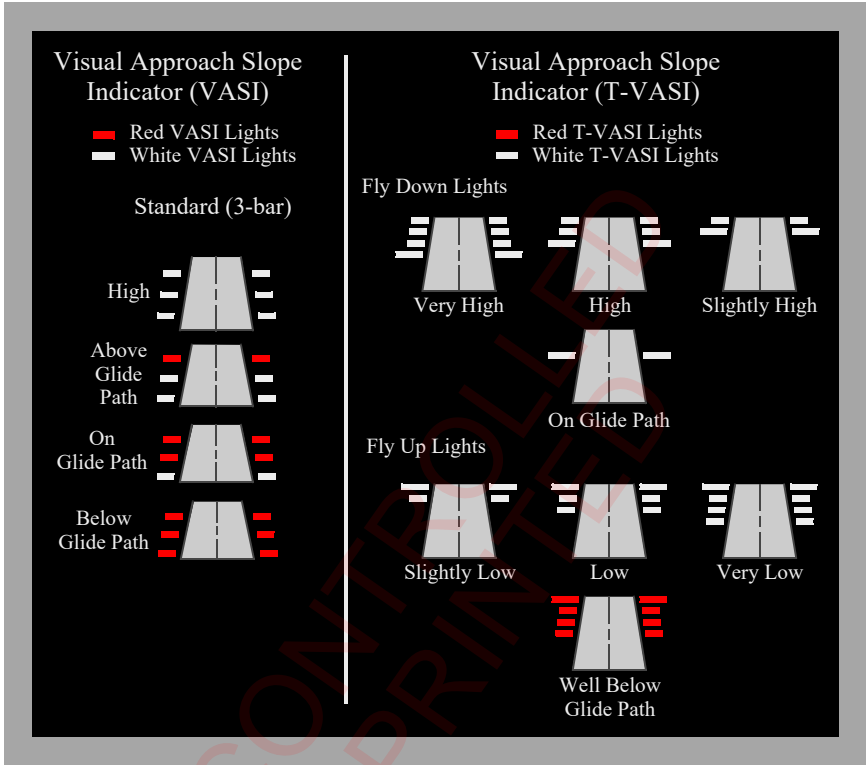 Visual Approach Slope
Indicator (VASI)
Red VASI Lights
White VASI Lights
Standard (3-bar)
High
Above
Glide
Path
On
Glide Path
Below
Glide Path
Visual Approach Slope
Indicator (T-VASI)
Red T-VASI Lights
White T-VASI Lights
Fly Down Lights
Very High
High
Slightly High
On Glide Path
Fly Up Lights
Slightly Low
Low
Very Low
Well Below
Glide Path
CONTROLLED
PRINTED